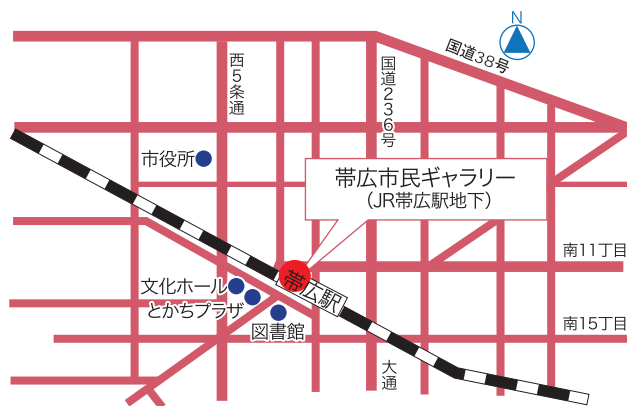 N
国道38号
西5条通
国道236号
市役所
帯広市民ギャラリー
（JR帯広駅地下）
南11丁目
帯広駅
文化ホール
とかちプラザ
図書館
南15丁目
大通